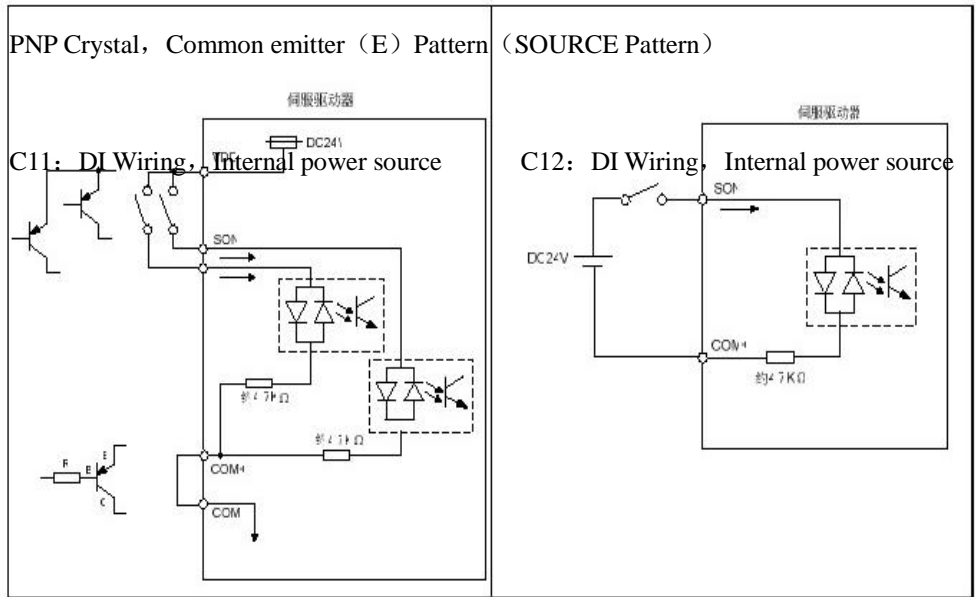 PNP Crystal，Common emitter（E）Pattern（SOURCE Pattern）
伺服驱动器
DC24V
C11：DI Wiring，Internal power source
SON
约4.7KΩ
约4.7KΩ
R
B
E
C
COM+
COM
伺服驱动器
C12：DI Wiring，Internal power source
SON
DC24V
COM+
约4.7KΩ